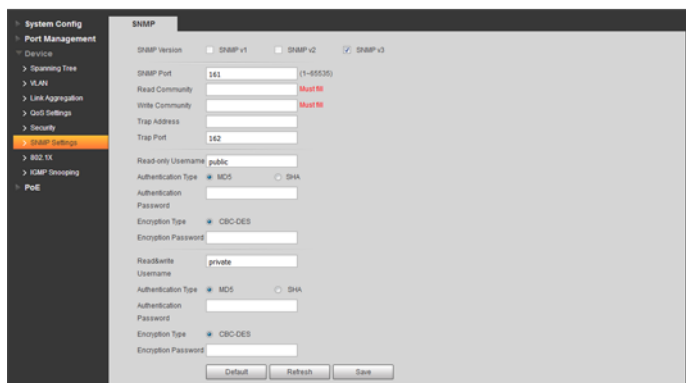 System Config
Port Management
Device
Spanning Tree
VLAN
Link Aggregation
QoS Settings
Security
SNMP Settings
802.1X
IGMP Snooping
PoE
SNMP
SNMP Version SNMP v1 SNMP v2 SNMP v3
SNMP Port 161 (1~65535)
Read Community Must fill
Write Community Must fill
Trap Address
Trap Port 162
Read-only Username public
Authentication Type MD5 SHA
Authentication
Password
Encryption Type CBC-DES
Encryption Password
Read&write private
Username
Authentication Type MD5 SHA
Authentication
Password
Encryption Type CBC-DES
Encryption Password
Default Refresh Save